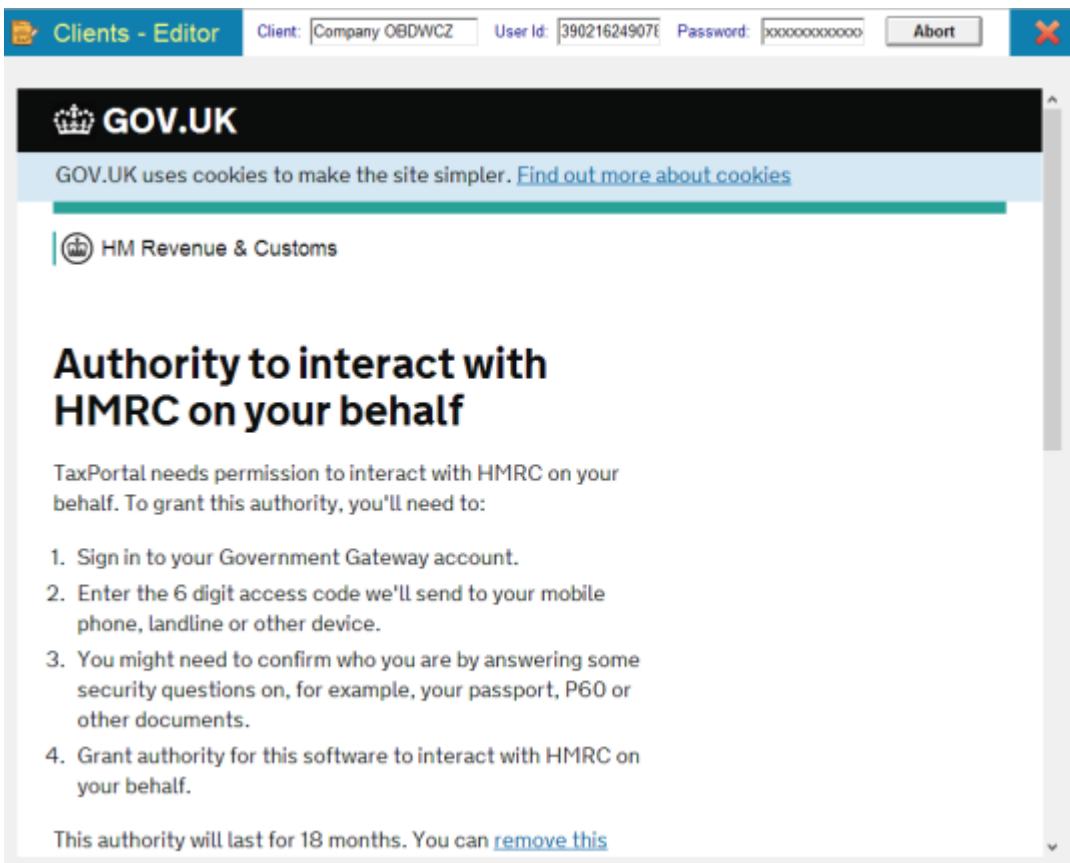 Clients - Editor Client: Company OBDWCZ User Id: 390216249078 Password: xxxxxxxxxxxx Abort
GOV.UK
GOV.UK uses cookies to make the site simpler. Find out more about cookies
HM Revenue & Customs
Authority to interact with
HMRC on your behalf
TaxPortal needs permission to interact with HMRC on your
behalf. To grant this authority, you'll need to:
1. Sign in to your Government Gateway account.
2. Enter the 6 digit access code we'll send to your mobile
phone, landline or other device.
3. You might need to confirm who you are by answering some
security questions on, for example, your passport, P60 or
other documents.
4. Grant authority for this software to interact with HMRC on
your behalf.
This authority will last for 18 months. You can remove this